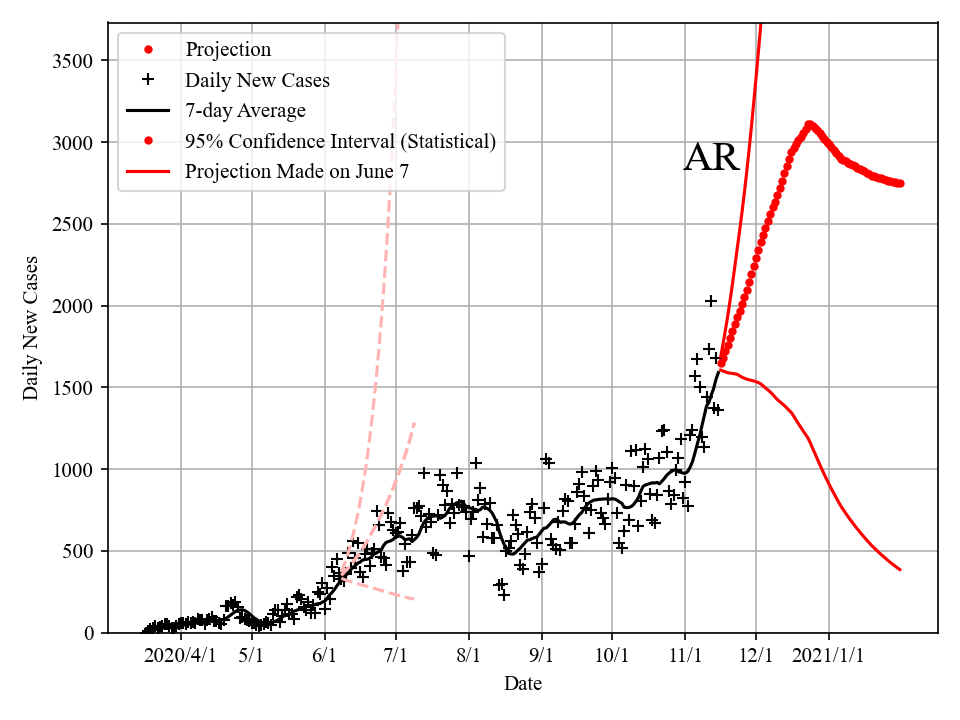 3500
3000
2500
2000
1500
1000
500
0
Daily New Cases
Projection
Daily New Cases
7-day Average
95% Confidence Interval (Statistical)
Projection Made on June 7
AR
2020/4/1 5/1 6/1 7/1 8/1 9/1 10/1 11/1 12/1 2021/1/1
Date